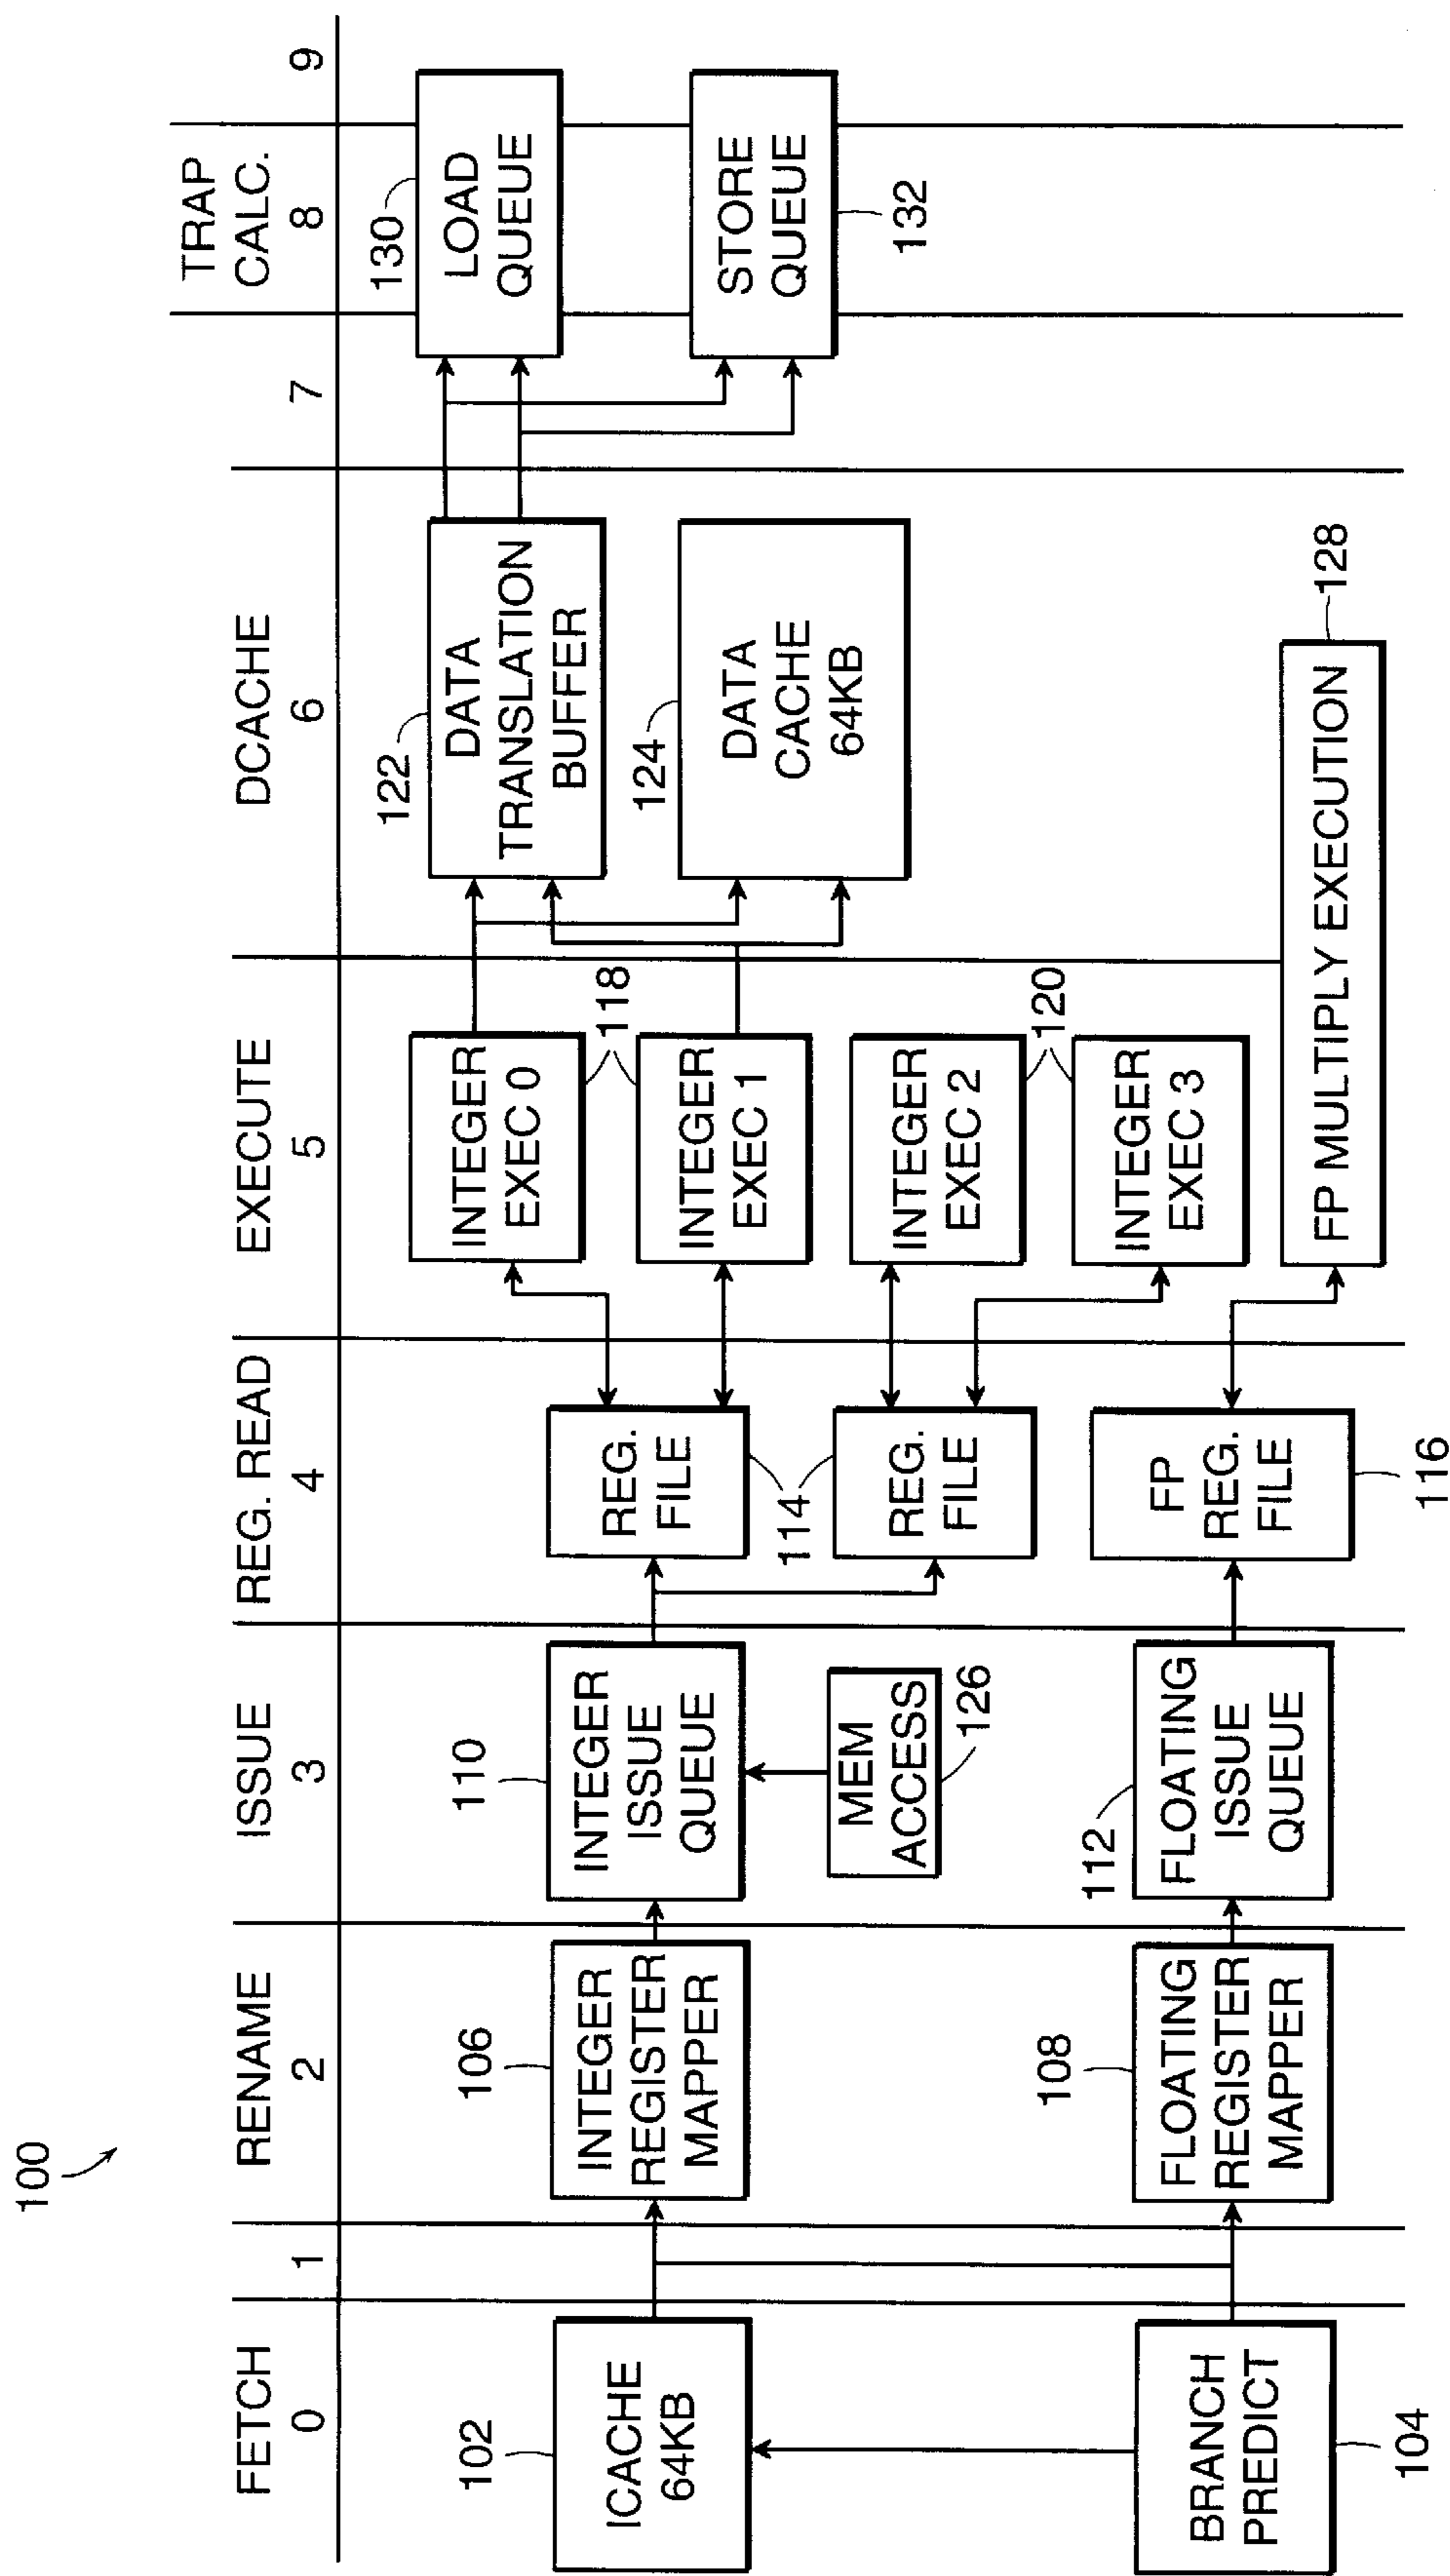 100
FETCH
0
1
RENAME
2
ISSUE
3
REG. READ
4
EXECUTE
5
DCACHE
6
7
TRAP
CALC.
8
9
102
ICACHE
64KB
BRANCH
PREDICT
104
106
INTEGER
REGISTER
MAPPER
108
FLOATING
REGISTER
MAPPER
110
INTEGER
ISSUE
QUEUE
MEM
ACCESS
126
112
FLOATING
ISSUE
QUEUE
REG.
FILE
114
REG.
FILE
FP
REG.
FILE
116
INTEGER
EXEC 0
118
INTEGER
EXEC 1
INTEGER
EXEC 2
120
INTEGER
EXEC 3
FP MULTIPLY EXECUTION
128
122
DATA
TRANSLATION
BUFFER
124
DATA
CACHE
64KB
130
LOAD
QUEUE
STORE
QUEUE
132